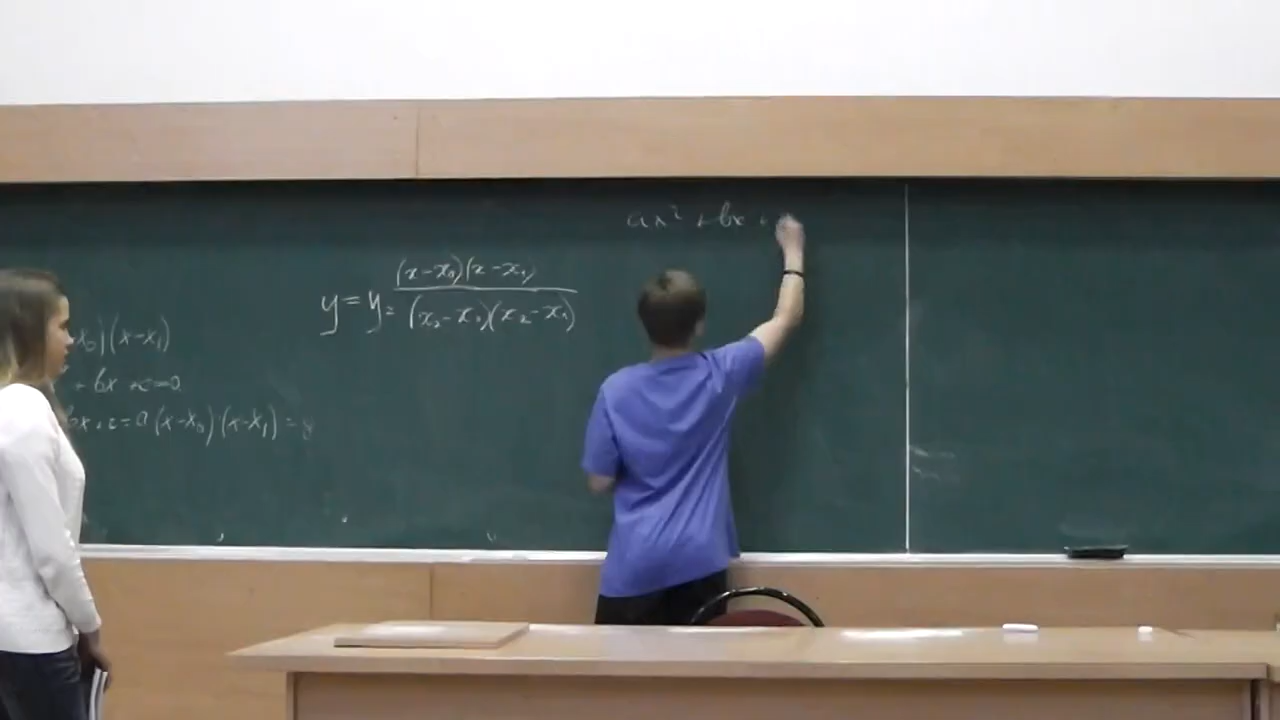 ax² + bx +
y = y₂ (x-x₀)(x-x₁) / (x₂-x₀)(x₂-x₁)
x₀)(x-x₁)
+ bx + c = 0
bx + c = a(x-x₀)(x-x₁) = y